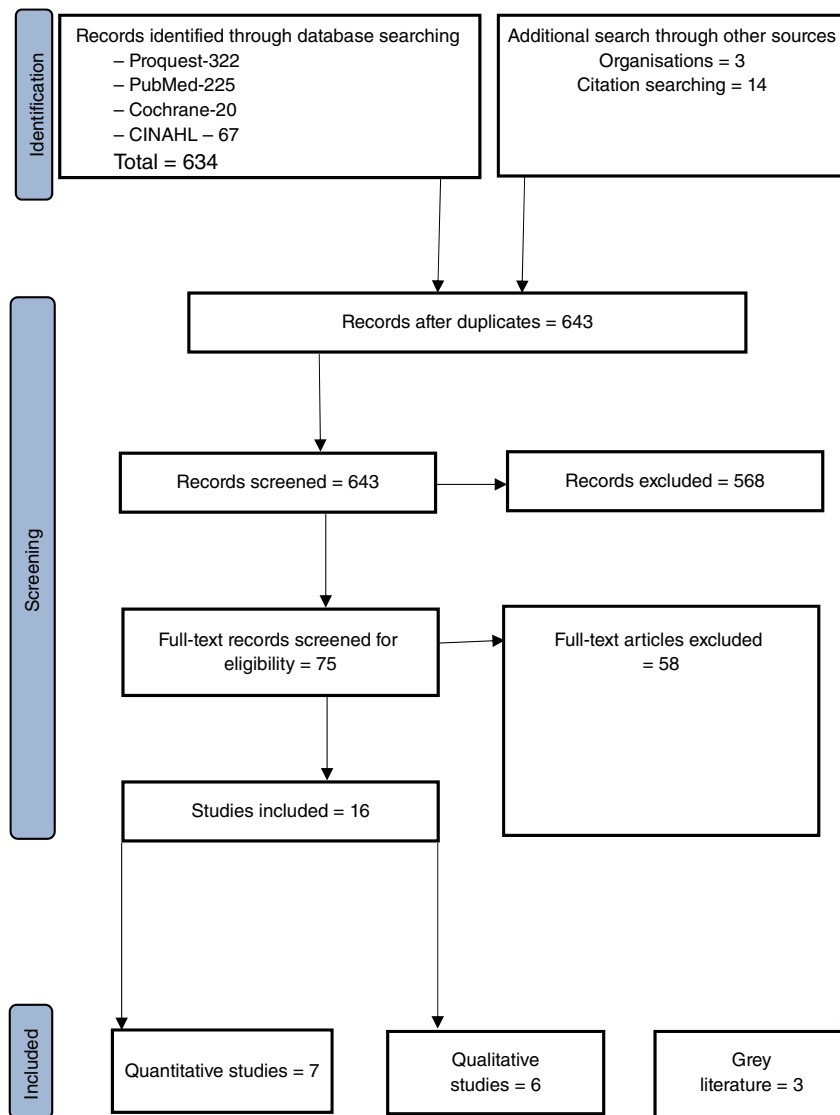 Identification
Records identified through database searching
– Proquest-322
– PubMed-225
– Cochrane-20
– CINAHL – 67
Total = 634
Additional search through other sources
Organisations = 3
Citation searching = 14
Screening
Records after duplicates = 643
Records screened = 643
Records excluded = 568
Full-text records screened for
eligibility = 75
Full-text articles excluded
= 58
Studies included = 16
Included
Quantitative studies = 7
Qualitative
studies = 6
Grey
literature = 3